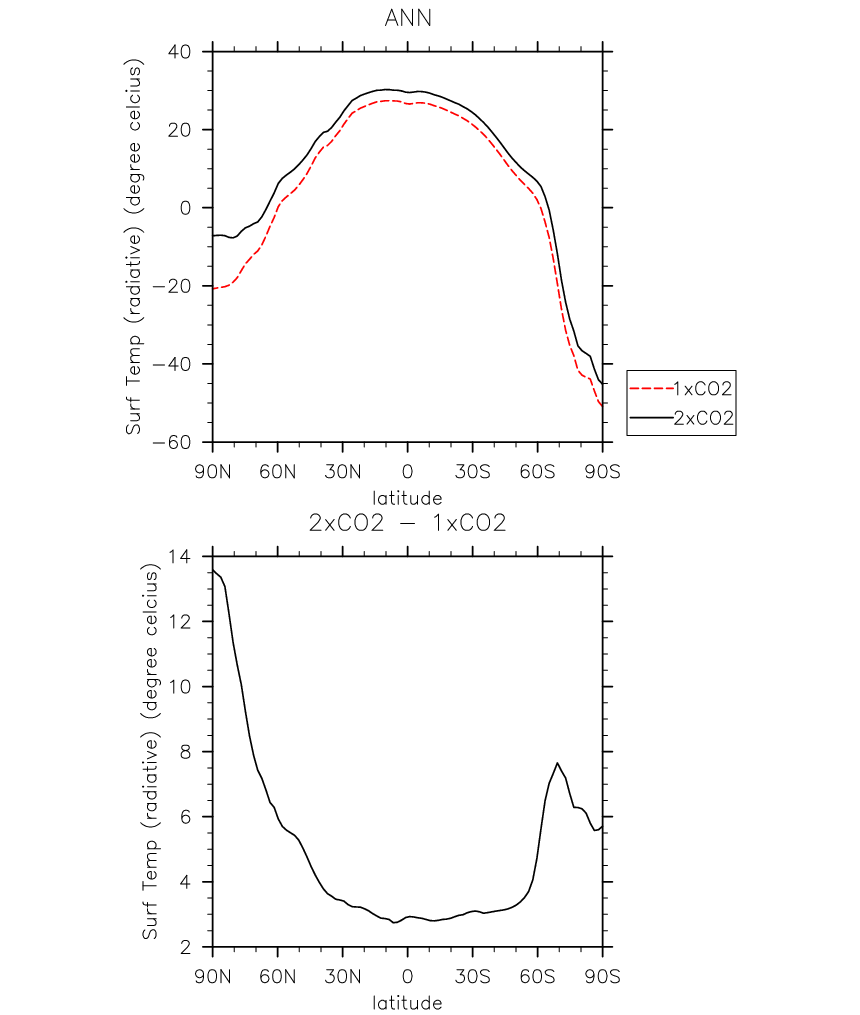 ANN
Surf Temp (radiative) (degree celcius)
40
20
0
−20
−40
−60
90N 60N 30N 0 30S 60S 90S
latitude
1xCO2
2xCO2
2xCO2 − 1xCO2
Surf Temp (radiative) (degree celcius)
14
12
10
8
6
4
2
90N 60N 30N 0 30S 60S 90S
latitude